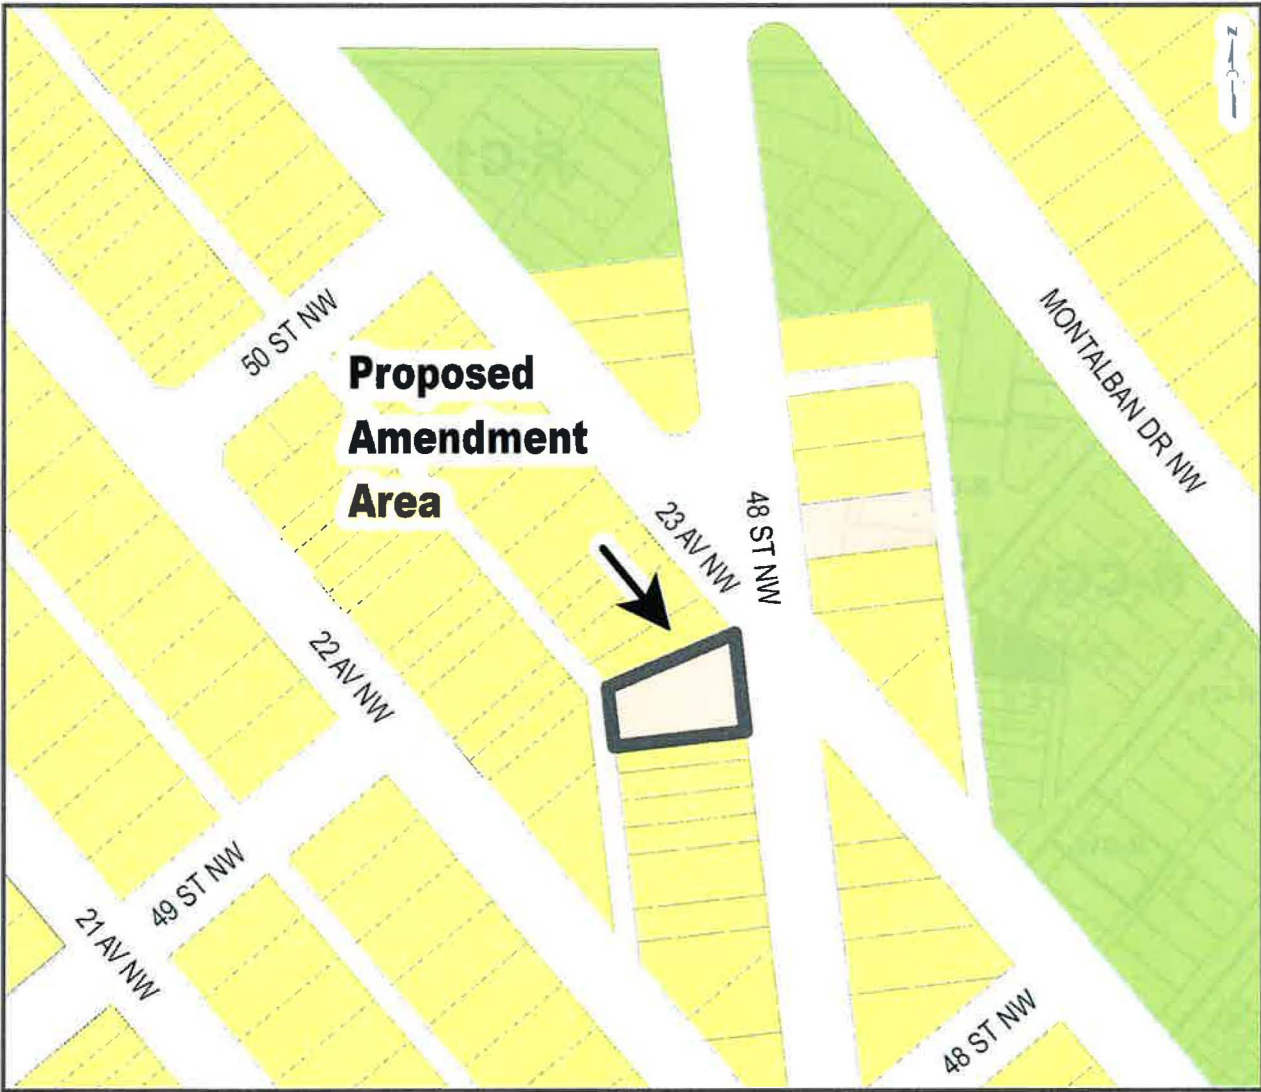 N
50 ST NW
Proposed
Amendment
Area
MONTALBAN DR NW
23 AV NW
48 ST NW
22 AV NW
49 ST NW
21 AV NW
48 ST NW